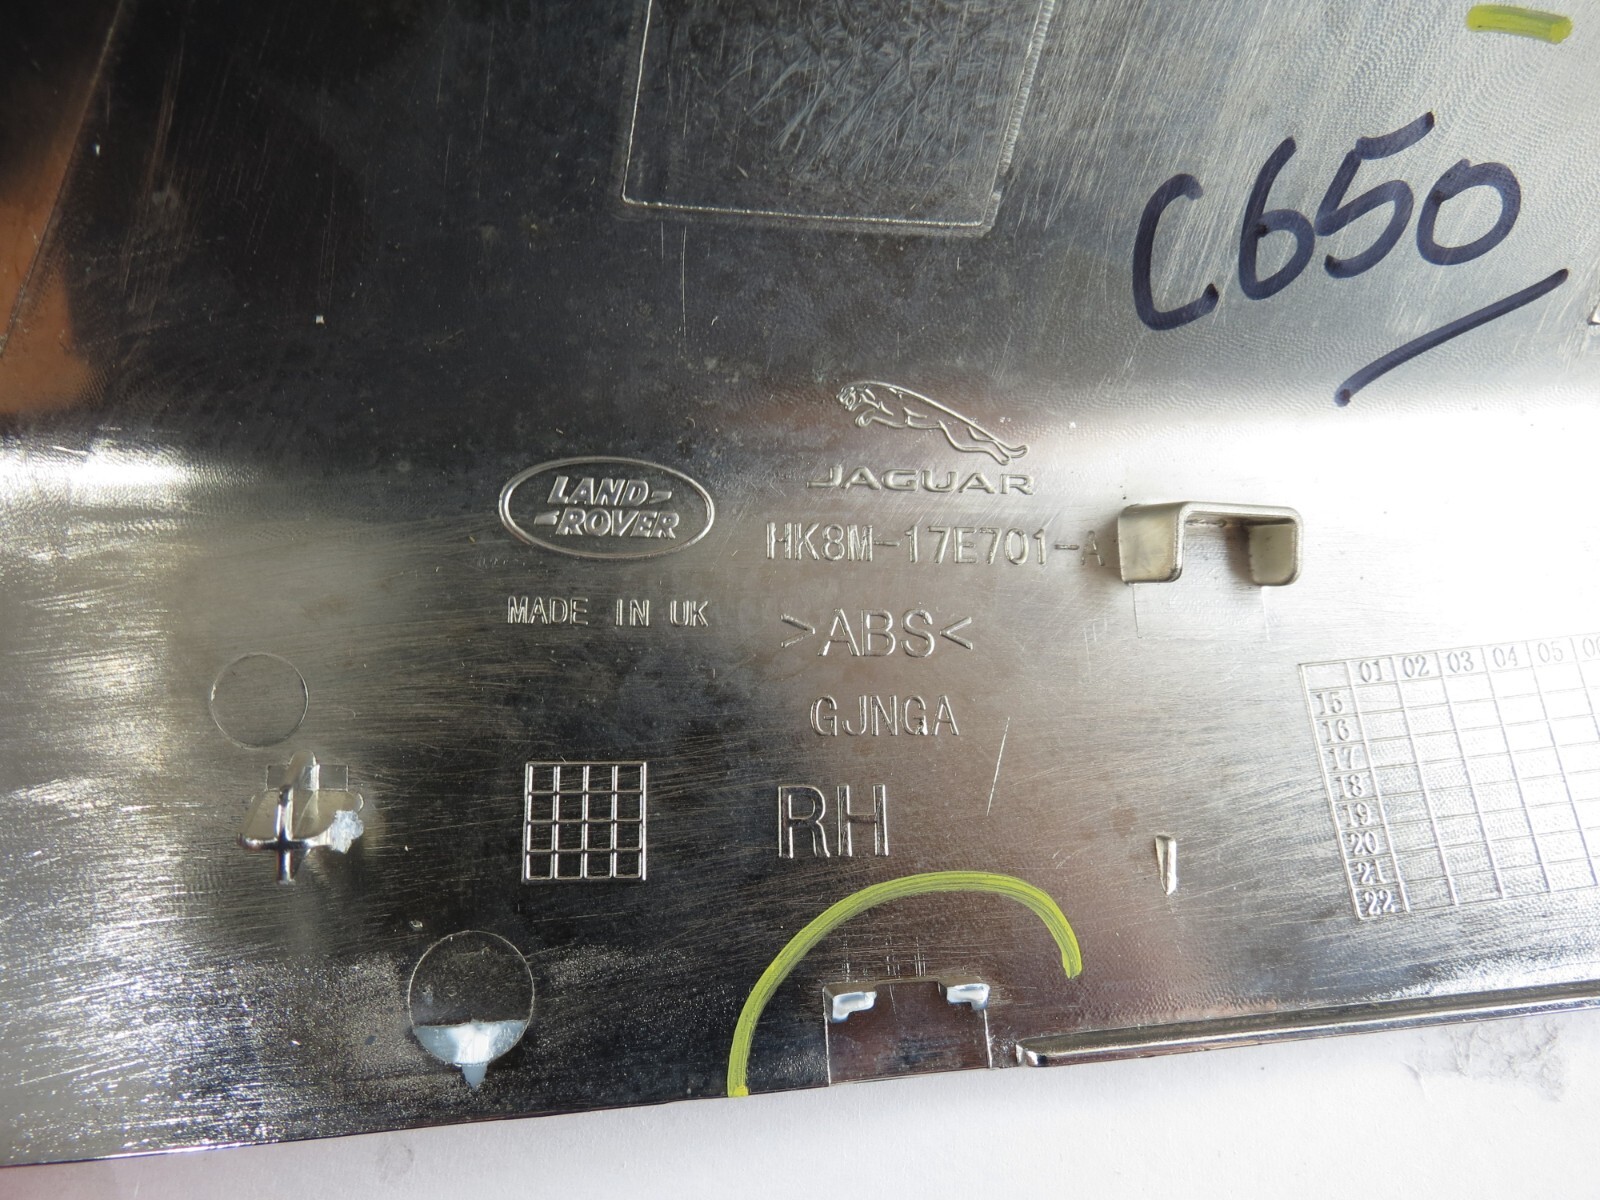 C650
JAGUAR
LAND-
-ROVER
HK8M-17E701-A
MADE IN UK
>ABS<
GJNGA
RH
01 02 03 04 05
15
16
17
18
19
20
21
22